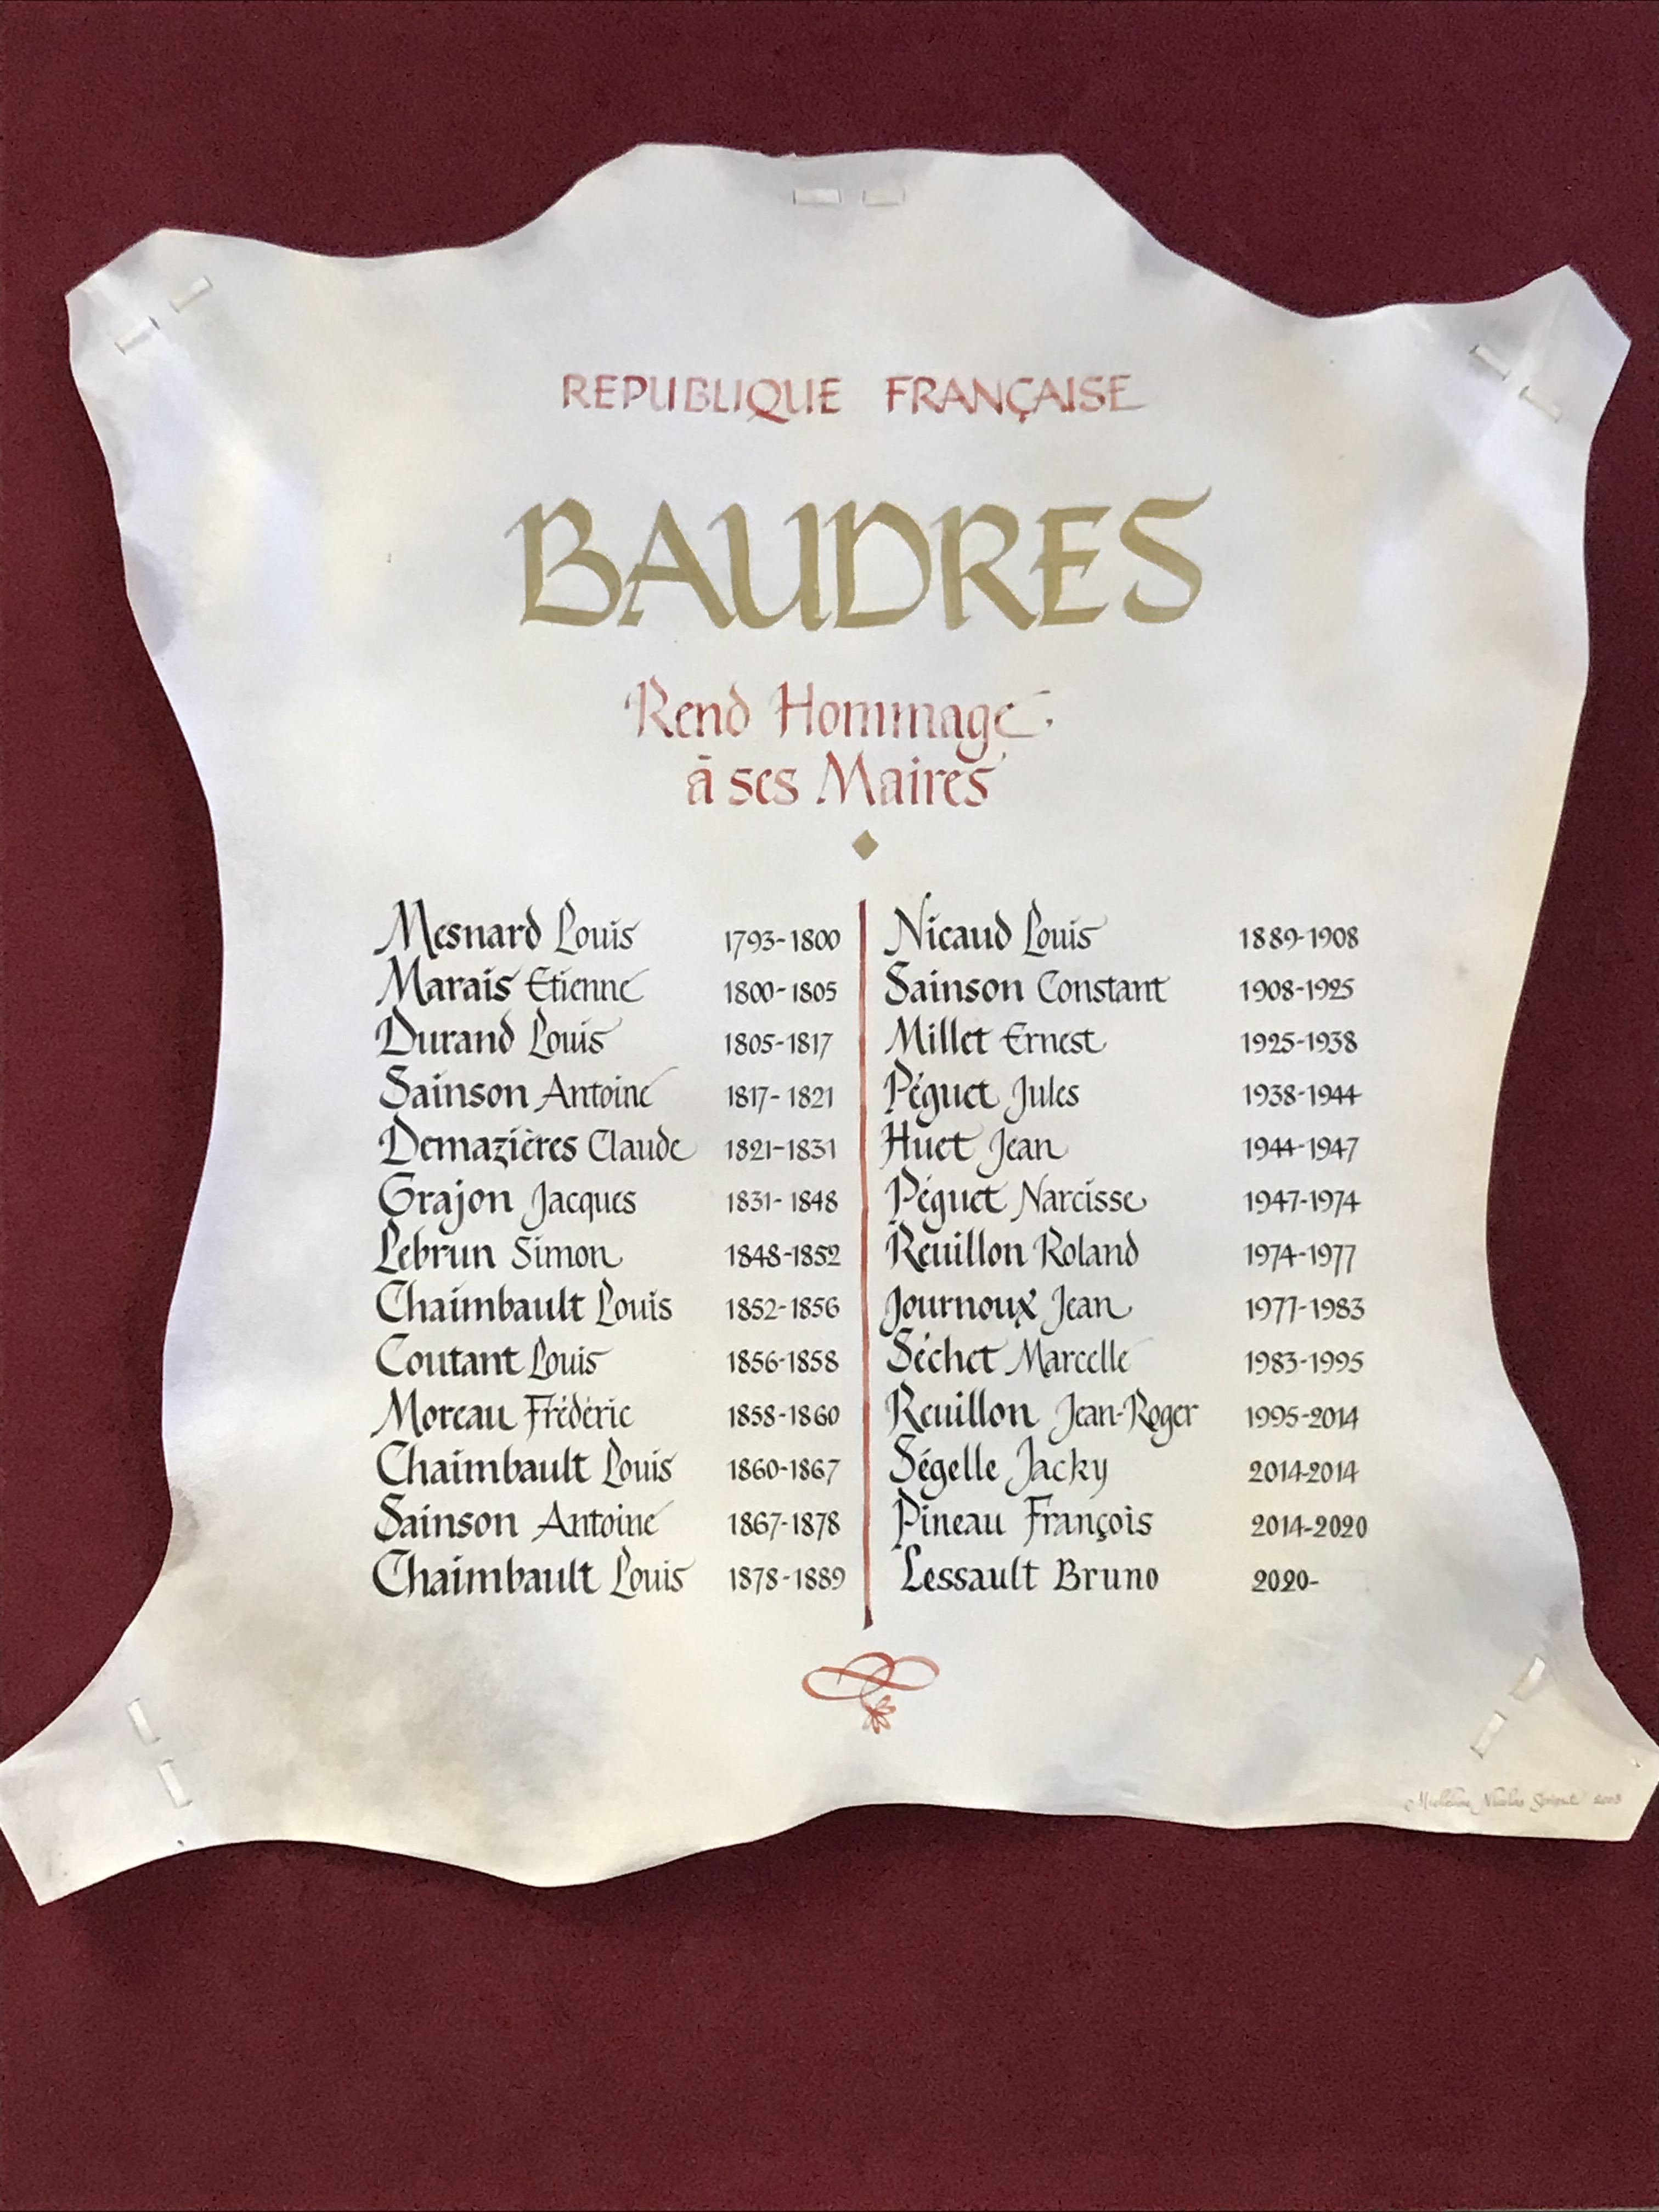 REPUBLIQUE FRANÇAISE
BAUDRES
Rend Hommage
à ses Maires
Mesnard Louis 1793-1800
Marais Etienne 1800-1805
Durand Louis 1805-1817
Sainson Antoine 1817-1821
Demazières Claude 1821-1831
Grajon Jacques 1831-1848
Lebrun Simon 1848-1852
Chaimbault Louis 1852-1856
Coutant Louis 1856-1858
Moreau Frédéric 1858-1860
Chaimbault Louis 1860-1867
Sainson Antoine 1867-1878
Chaimbault Louis 1878-1889
Nicaud Louis 1889-1908
Sainson Constant 1908-1925
Millet Ernest 1925-1938
Péguet Jules 1938-1944
Huet Jean 1944-1947
Péguet Narcisse 1947-1974
Reuillon Roland 1974-1977
Journoux Jean 1977-1983
Séchet Marcelle 1983-1995
Reuillon Jean-Roger 1995-2014
Ségelle Jacky 2014-2014
Pineau François 2014-2020
Lessault Bruno 2020-
Nicolas